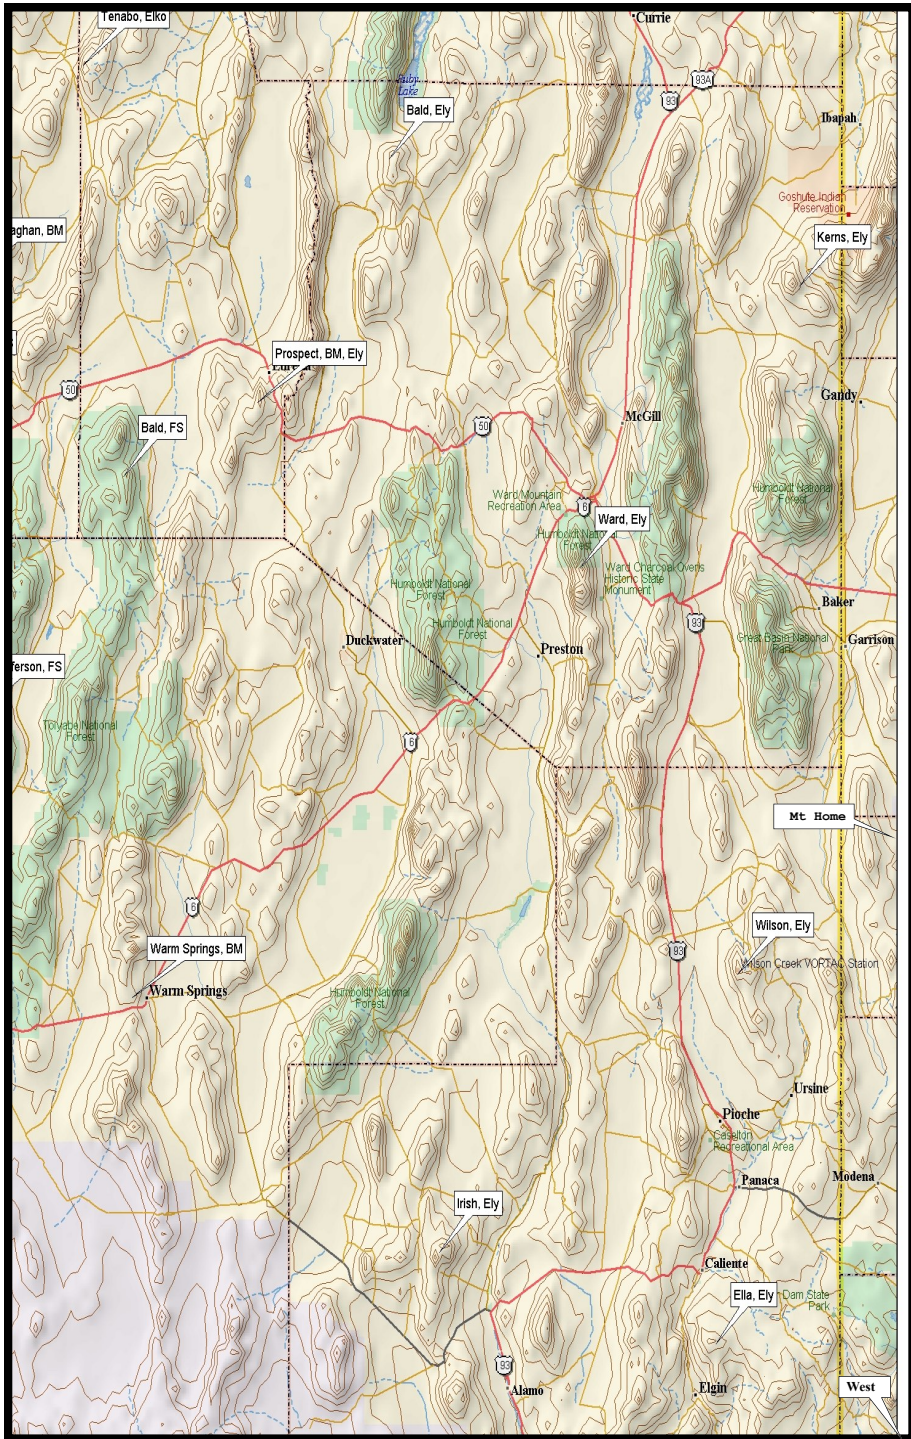 Tenabo, Elko
Currie
93A
Ruby
Lake
93
Bald, Ely
Ibapah
Goshute Indian
Reservation
aghan, BM
Kerns, Ely
Prospect, BM, Ely
50
Gandy
McGill
Bald, FS
50
Ward Mountain
Recreation Area
Humboldt National
Forest
6
Ward, Ely
Humboldt National
Forest
Ward Charcoal Ovens
Historic State
Monument
Humboldt National
Forest
Baker
93
Humboldt National
Forest
Duckwater
Preston
Great Basin National
Park
Garrison
ferson, FS
Toiyabe National
Forest
6
Mt Home
6
Wilson, Ely
Warm Springs, BM
93
Wilson Creek VORTAC Station
Warm Springs
Humboldt National
Forest
Ursine
Pioche
Caselton
Recreational Area
Panaca
Modena
Irish, Ely
Caliente
Ella, Ely
Dam State
Park
93
Alamo
Elgin
West